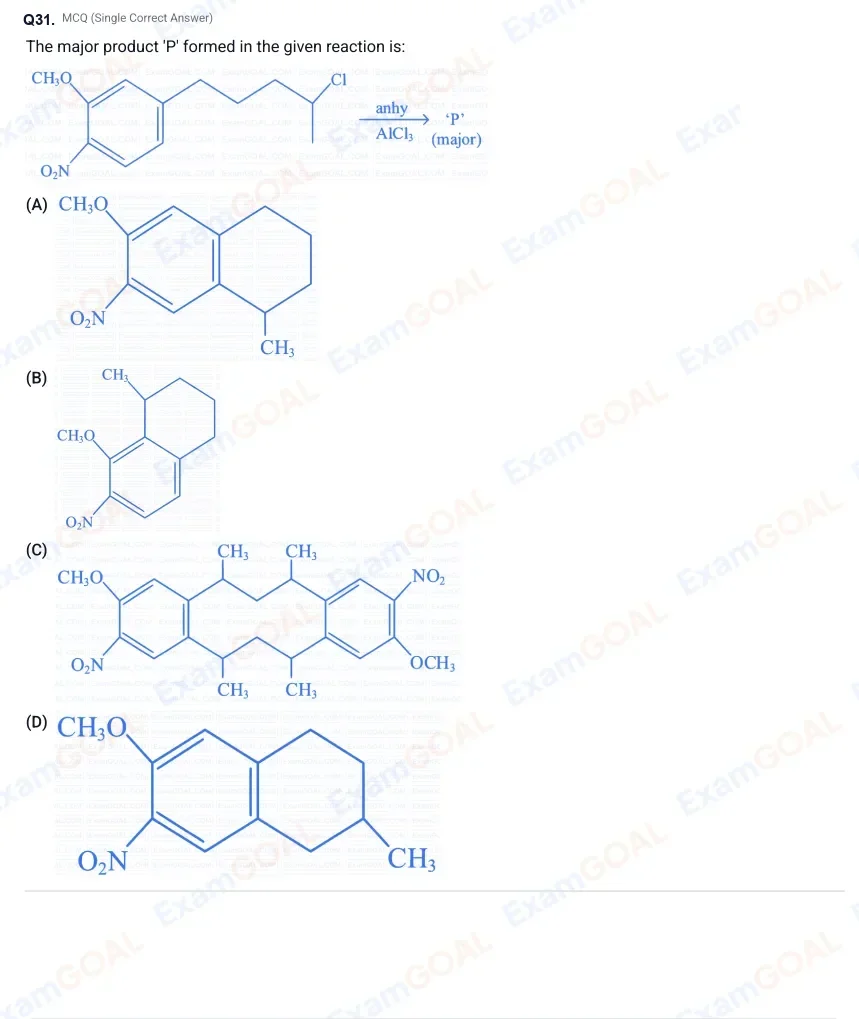 Q31. MCQ (Single Correct Answer)
The major product 'P' formed in the given reaction is:
CH₃O
Cl
anhy
AlCl₃
'P'
(major)
O₂N
(A) CH₃O
O₂N
CH₃
(B) CH₃
CH₃O
O₂N
(C) CH₃ CH₃
CH₃O NO₂
O₂N OCH₃
CH₃ CH₃
(D) CH₃O
O₂N CH₃
ExamGOAL